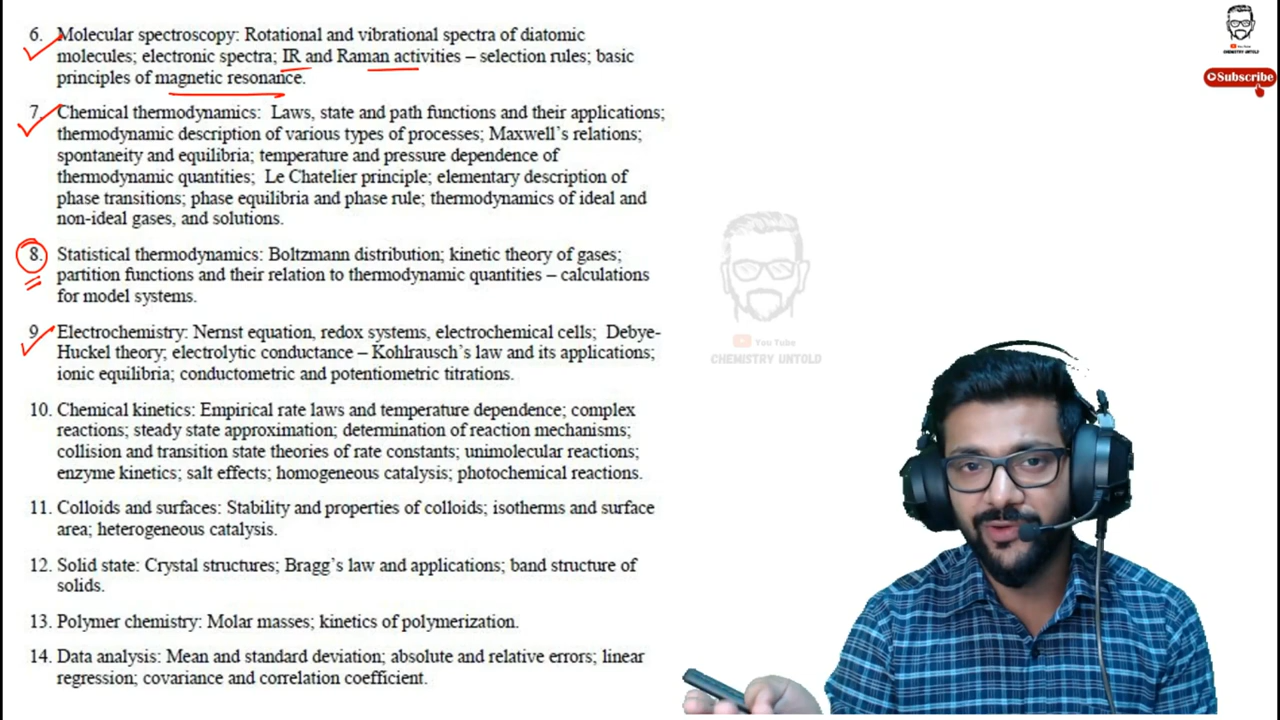 6. Molecular spectroscopy: Rotational and vibrational spectra of diatomic
molecules; electronic spectra; IR and Raman activities – selection rules; basic
principles of magnetic resonance.
7. Chemical thermodynamics: Laws, state and path functions and their applications;
thermodynamic description of various types of processes; Maxwell's relations;
spontaneity and equilibria; temperature and pressure dependence of
thermodynamic quantities; Le Chatelier principle; elementary description of
phase transitions; phase equilibria and phase rule; thermodynamics of ideal and
non-ideal gases, and solutions.
8. Statistical thermodynamics: Boltzmann distribution; kinetic theory of gases;
partition functions and their relation to thermodynamic quantities – calculations
for model systems.
9. Electrochemistry: Nernst equation, redox systems, electrochemical cells; Debye-
Huckel theory; electrolytic conductance – Kohlrausch's law and its applications;
ionic equilibria; conductometric and potentiometric titrations.
10. Chemical kinetics: Empirical rate laws and temperature dependence; complex
reactions; steady state approximation; determination of reaction mechanisms;
collision and transition state theories of rate constants; unimolecular reactions;
enzyme kinetics; salt effects; homogeneous catalysis; photochemical reactions.
11. Colloids and surfaces: Stability and properties of colloids; isotherms and surface
area; heterogeneous catalysis.
12. Solid state: Crystal structures; Bragg's law and applications; band structure of
solids.
13. Polymer chemistry: Molar masses; kinetics of polymerization.
14. Data analysis: Mean and standard deviation; absolute and relative errors; linear
regression; covariance and correlation coefficient.
You Tube
CHEMISTRY UNTOLD
Subscribe
You Tube
CHEMISTRY UNTOLD